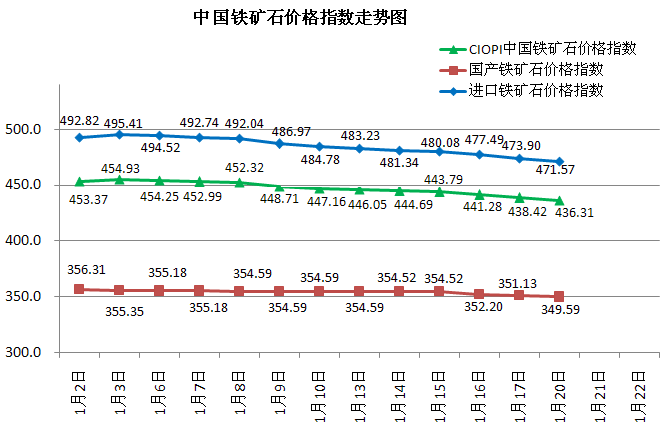 中国铁矿石价格指数走势图
CIOPI中国铁矿石价格指数
国产铁矿石价格指数
进口铁矿石价格指数
500.0
450.0
400.0
350.0
300.0
492.82
495.41
494.52
492.74
492.04
486.97
484.78
483.23
481.34
480.08
477.49
473.90
471.57
453.37
454.93
454.25
452.99
452.32
448.71
447.16
446.05
444.69
443.79
441.28
438.42
436.31
356.31
355.35
355.18
355.18
354.59
354.59
354.59
354.59
354.52
354.52
352.20
351.13
349.59
1月2日
1月3日
1月6日
1月7日
1月8日
1月9日
1月10日
1月13日
1月14日
1月15日
1月16日
1月17日
1月20日
1月21日
1月22日